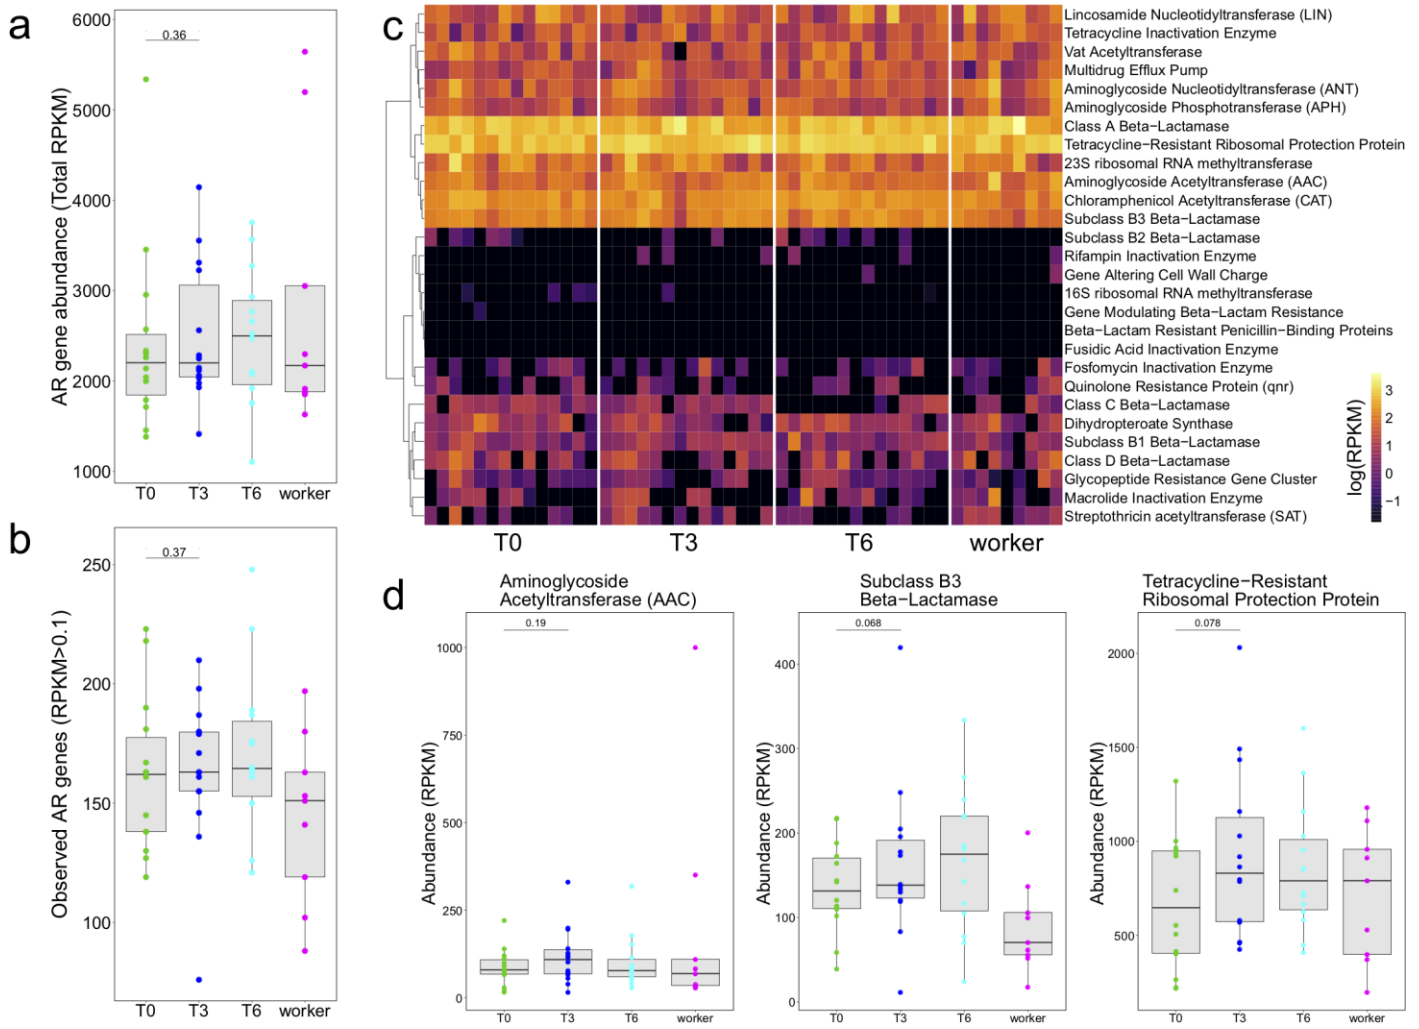 a
6000
5000
4000
3000
2000
1000
AR gene abundance (Total RPKM)
0.36
T0 T3 T6 worker
b
250
200
150
100
Observed AR genes (RPKM>0.1)
0.37
T0 T3 T6 worker
c
Lincosamide Nucleotidyltransferase (LIN)
Tetracycline Inactivation Enzyme
Vat Acetyltransferase
Multidrug Efflux Pump
Aminoglycoside Nucleotidyltransferase (ANT)
Aminoglycoside Phosphotransferase (APH)
Class A Beta−Lactamase
Tetracycline−Resistant Ribosomal Protection Protein
23S ribosomal RNA methyltransferase
Aminoglycoside Acetyltransferase (AAC)
Chloramphenicol Acetyltransferase (CAT)
Subclass B3 Beta−Lactamase
Subclass B2 Beta−Lactamase
Rifampin Inactivation Enzyme
Gene Altering Cell Wall Charge
16S ribosomal RNA methyltransferase
Gene Modulating Beta−Lactam Resistance
Beta−Lactam Resistant Penicillin−Binding Proteins
Fusidic Acid Inactivation Enzyme
Fosfomycin Inactivation Enzyme
Quinolone Resistance Protein (qnr)
Class C Beta−Lactamase
Dihydropteroate Synthase
Subclass B1 Beta−Lactamase
Class D Beta−Lactamase
Glycopeptide Resistance Gene Cluster
Macrolide Inactivation Enzyme
Streptothricin acetyltransferase (SAT)
T0 T3 T6 worker
log(RPKM)
3
2
1
0
−1
d
Aminoglycoside
Acetyltransferase (AAC)
0.19
1000
750
500
250
0
Abundance (RPKM)
T0 T3 T6 worker
Subclass B3
Beta−Lactamase
0.068
400
300
200
100
0
Abundance (RPKM)
T0 T3 T6 worker
Tetracycline−Resistant
Ribosomal Protection Protein
0.078
2000
1500
1000
500
Abundance (RPKM)
T0 T3 T6 worker